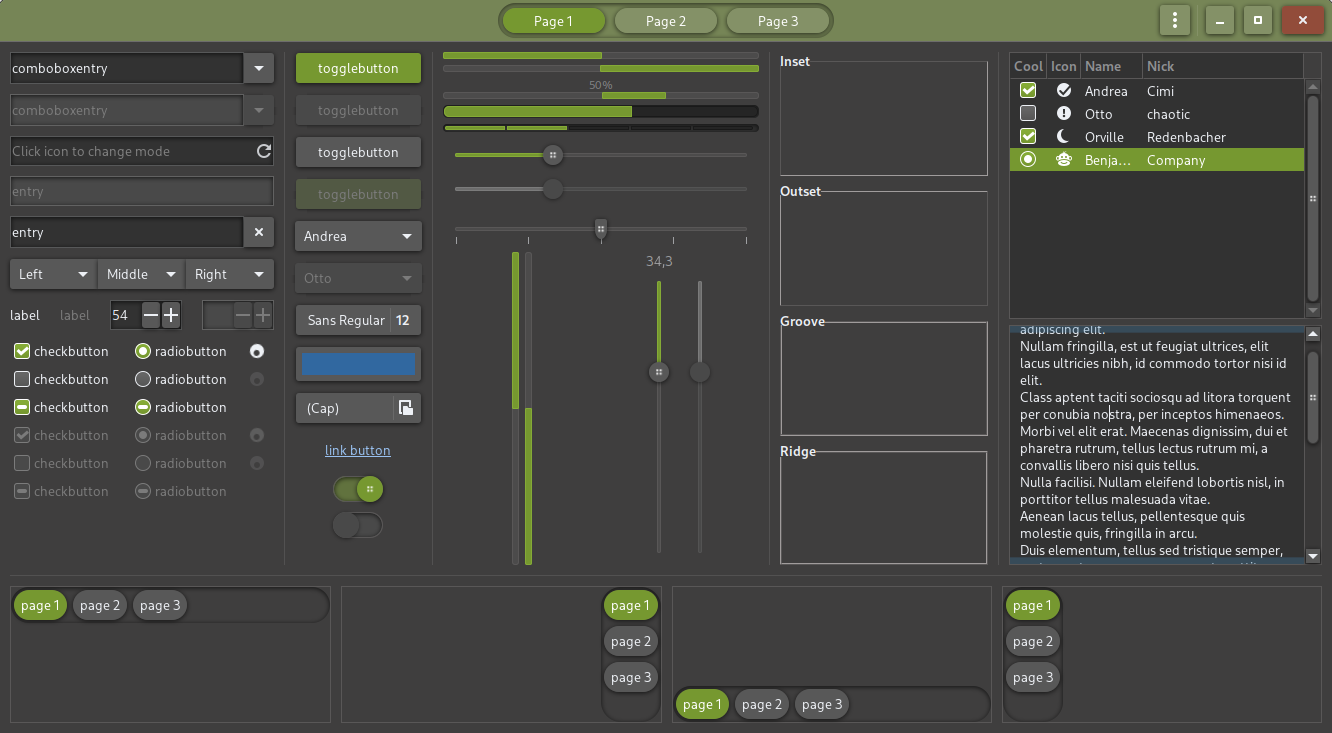 Page 1
Page 2
Page 3
comboboxentry
comboboxentry
Click icon to change mode
entry
entry
Left
Middle
Right
label
label
54
checkbutton
radiobutton
checkbutton
radiobutton
checkbutton
radiobutton
checkbutton
radiobutton
checkbutton
radiobutton
checkbutton
radiobutton
togglebutton
togglebutton
togglebutton
togglebutton
Andrea
Otto
Sans Regular 12
(Cap)
link button
50%
34,3
Inset
Outset
Groove
Ridge
Cool Icon Name Nick
Andrea Cimi
Otto chaotic
Orville Redenbacher
Benja… Company
adipiscing elit.
Nullam fringilla, est ut feugiat ultrices, elit
lacus ultricies nibh, id commodo tortor nisi id
elit.
Class aptent taciti sociosqu ad litora torquent
per conubia nostra, per inceptos himenaeos.
Morbi vel elit erat. Maecenas dignissim, dui et
pharetra rutrum, tellus lectus rutrum mi, a
convallis libero nisi quis tellus.
Nulla facilisi. Nullam eleifend lobortis nisl, in
porttitor tellus malesuada vitae.
Aenean lacus tellus, pellentesque quis
molestie quis, fringilla in arcu.
Duis elementum, tellus sed tristique semper,
page 1
page 2
page 3
page 1
page 2
page 3
page 1
page 2
page 3
page 1
page 2
page 3